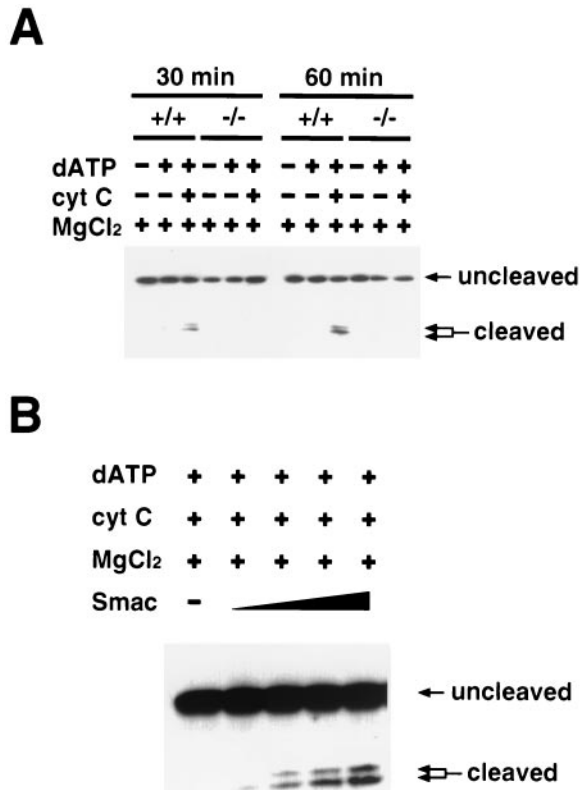 A
30 min 60 min
+/+ -/- +/+ -/-
dATP - + + - + + - + + - + +
cyt C - - + - - + - - + - - +
MgCl₂ + + + + + + + + + + + +
uncleaved
cleaved
B
dATP + + + + +
cyt C + + + + +
MgCl₂ + + + + +
Smac -
uncleaved
cleaved